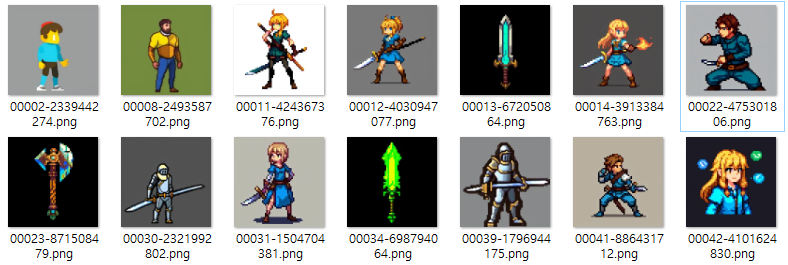 00002-2339442
274.png
00008-2493587
702.png
00011-4243673
76.png
00012-4030947
077.png
00013-6720508
64.png
00014-3913384
763.png
00022-4753018
06.png
00023-8715084
79.png
00030-2321992
802.png
00031-1504704
381.png
00034-6987940
64.png
00039-1796944
175.png
00041-8864317
12.png
00042-4101624
830.png